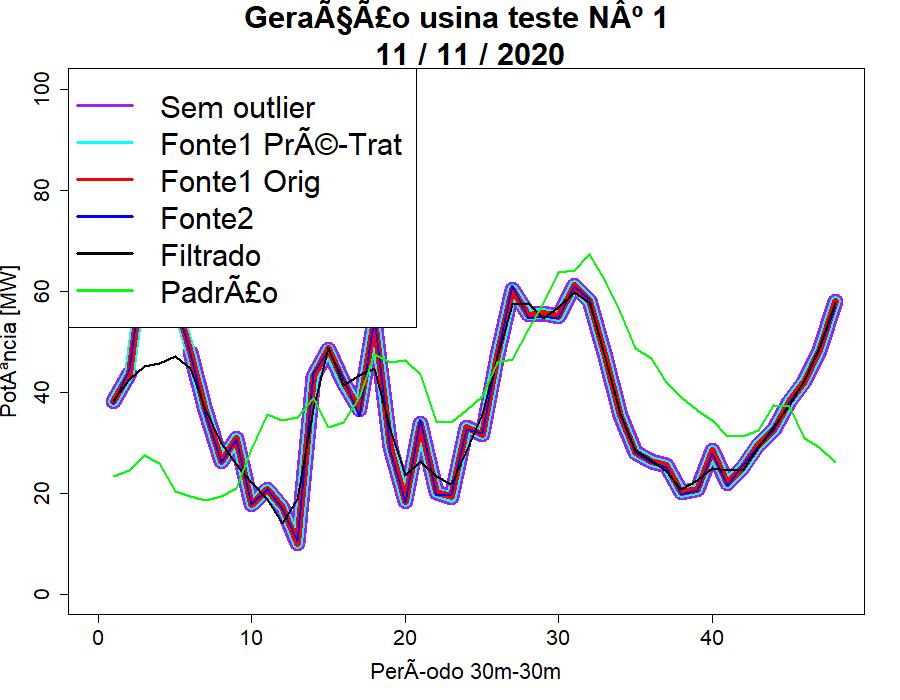 GeraÃ§Ã£o usina teste NÂº 1
11 / 11 / 2020
100
80
60
40
20
0
PotÃªncia [MW]
Sem outlier
Fonte1 PrÃ©-Trat
Fonte1 Orig
Fonte2
Filtrado
PadrÃ£o
0 10 20 30 40
PerÃ-odo 30m-30m